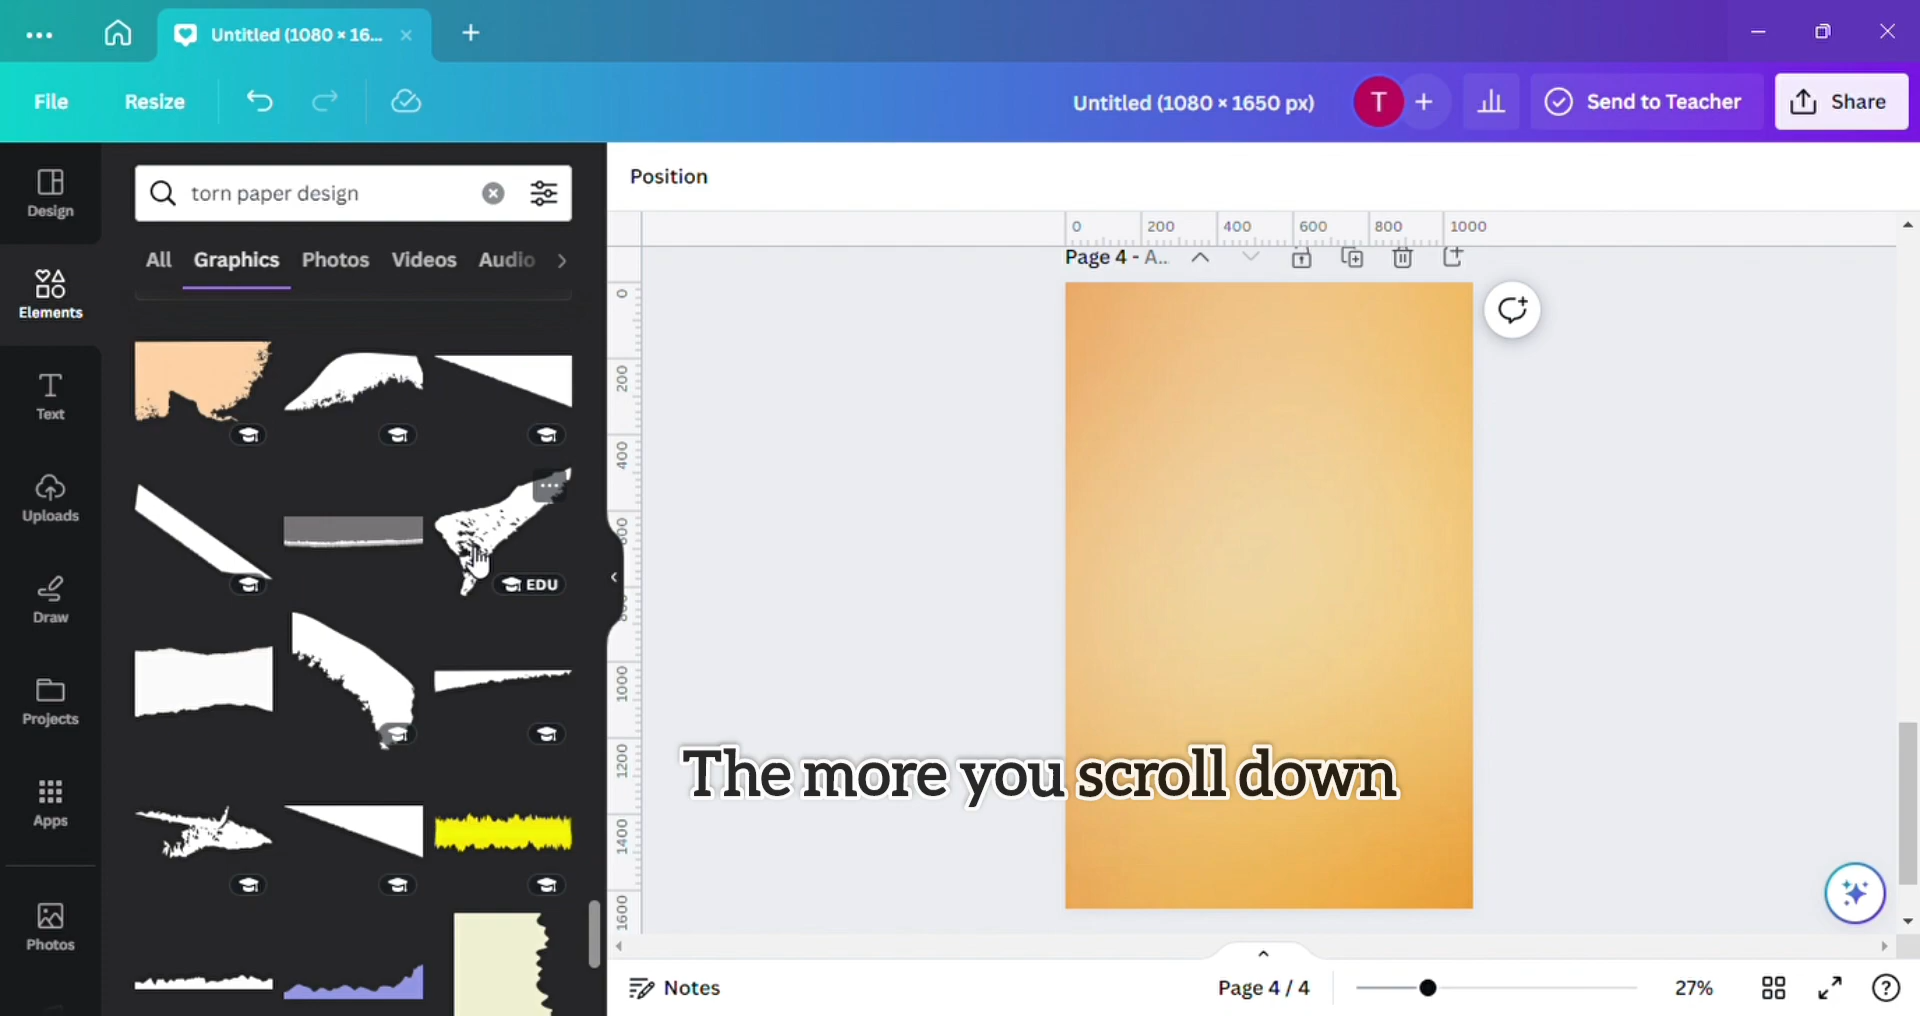 Untitled (1080 × 16...
File
Resize
Untitled (1080 × 1650 px)
T
Send to Teacher
Share
Design
Elements
Text
Uploads
Draw
Projects
Apps
Photos
torn paper design
All
Graphics
Photos
Videos
Audio
EDU
Position
0
200
400
600
800
1000
Page 4 - A...
0
200
400
600
800
1000
1200
1400
1600
The more you scroll down
Notes
Page 4 / 4
27%